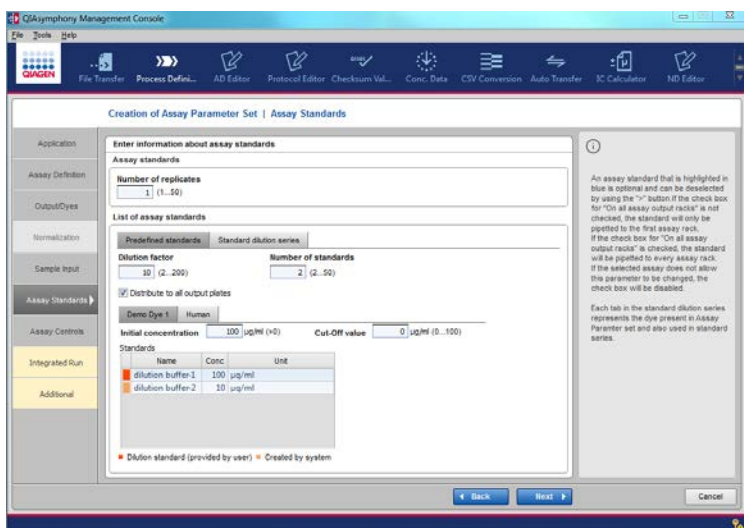 QIAsymphony Management Console
File Tools Help
QIAGEN
File Transfer
Process Defini...
AD Editor
Protocol Editor
Checksum Val...
Conc. Data
CSV Conversion
Auto Transfer
IC Calculator
ND Editor
Creation of Assay Parameter Set | Assay Standards
Application
Assay Definition
Output/Dyes
Normalization
Sample Input
Assay Standards
Assay Controls
Integrated Run
Additional
Enter information about assay standards
Assay standards
Number of replicates
1 (1...50)
List of assay standards
Predefined standards Standard dilution series
Dilution factor Number of standards
10 (2...200) 2 (2...50)
Distribute to all output plates
Demo Dye 1 Human
Initial concentration 100 µg/ml (>0) Cut-Off value 0 µg/ml (0...100)
Standards
Name Conc Unit
dilution buffer-1 100 µg/ml
dilution buffer-2 10 µg/ml
Dilution standard (provided by user) Created by system
An assay standard that is highlighted in
blue is optional and can be deselected
by using the ">" button.If the check box
for "On all assay output racks" is not
checked, the standard will only be
pipetted to the first assay rack.
If the check box for "On all assay
output racks" is checked, the standard
will be pipetted to every assay rack.
If the selected assay does not allow
this parameter to be changed, the
check box will be disabled.
Each tab in the standard dilution series
represents the dye present in Assay
Paramter set and also used in standard
series.
Back Next Cancel